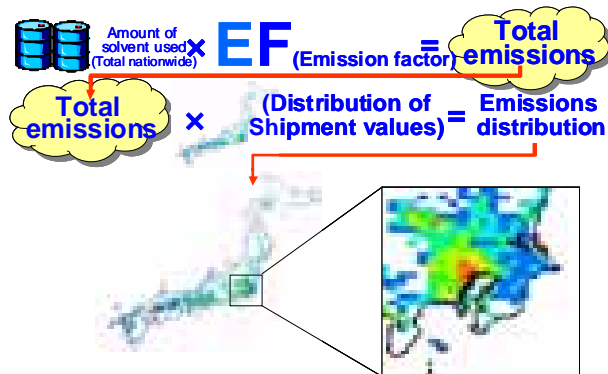 Amount of
solvent used
(Total nationwide)
× EF (Emission factor) =
Total
emissions
Total
emissions
×
(Distribution of
Shipment values)
=
Emissions
distribution